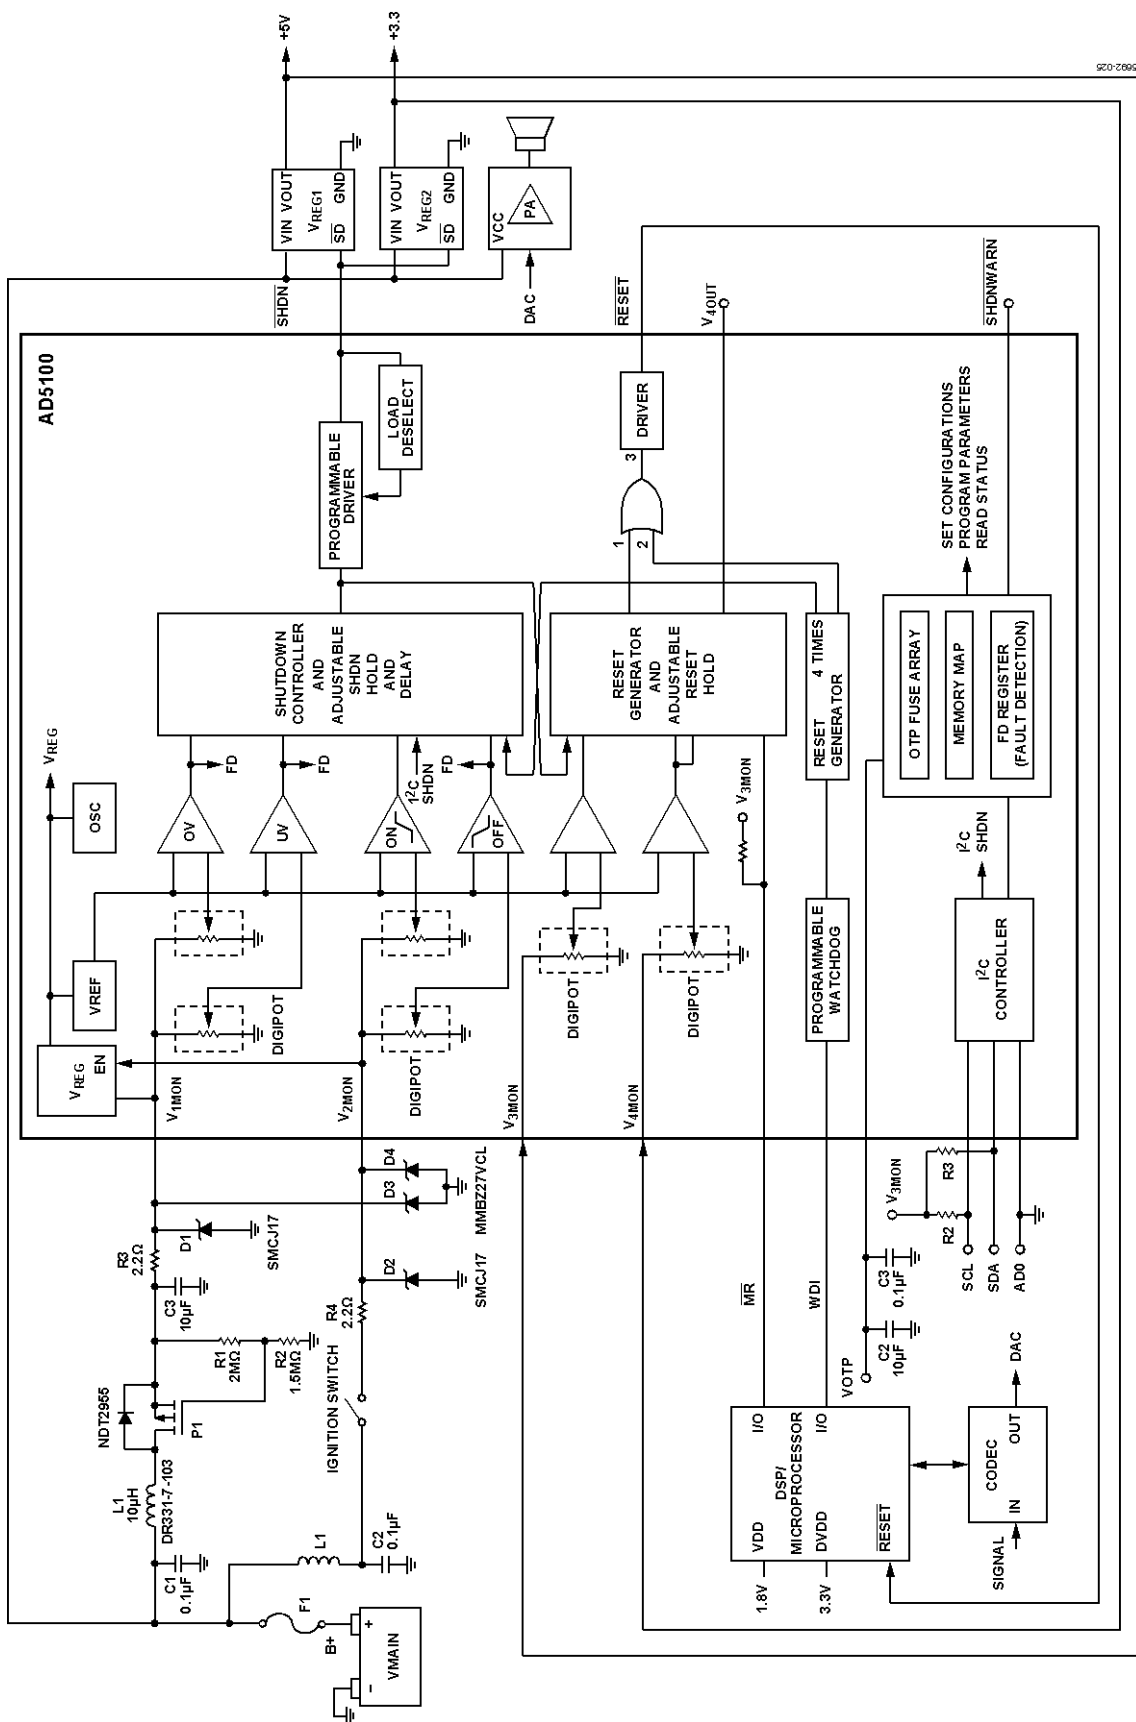 +5V
+3.3
05692-025
VIN VOUT
VREG1
SD GND
VIN VOUT
VREG2
SD GND
VCC
PA
DAC
SHDN
RESET
V4OUT
SHDNWARN
AD5100
PROGRAMMABLE
DRIVER
LOAD
DESELECT
DRIVER
3
1
2
SET CONFIGURATIONS
PROGRAM PARAMETERS
READ STATUS
SHUTDOWN
CONTROLLER
AND
ADJUSTABLE
SHDN
HOLD
AND
DELAY
RESET
GENERATOR
AND
ADJUSTABLE
RESET
HOLD
RESET 4 TIMES
GENERATOR
OTP FUSE ARRAY
MEMORY MAP
FD REGISTER
(FAULT DETECTION)
VREG
OSC
FD
FD
I2C
SHDN
FD
OV
UV
ON
OFF
V3MON
I2C
SHDN
VREF
VREG
EN
DIGIPOT
DIGIPOT
DIGIPOT
DIGIPOT
PROGRAMMABLE
WATCHDOG
I2C
CONTROLLER
V1MON
V2MON
V3MON
V4MON
R3
2.2Ω
D1
SMCJ17
D3
D4
MMBZ27VCL
D2
SMCJ17
R4
2.2Ω
C3
10µF
R1
2MΩ
R2
1.5MΩ
NDT2955
P1
IGNITION SWITCH
L1
10µH
DR331-7-103
C1
0.1µF
L1
C2
0.1µF
F1
B+
+
VMAIN
−
MR
WDI
VOTP
C2
10µF
C3
0.1µF
V3MON
R2
R3
SCL
SDA
AD0
1.8V
3.3V
VDD
DVDD
DSP/
MICROPROCESSOR
I/O
I/O
RESET
SIGNAL
IN
CODEC
OUT
DAC